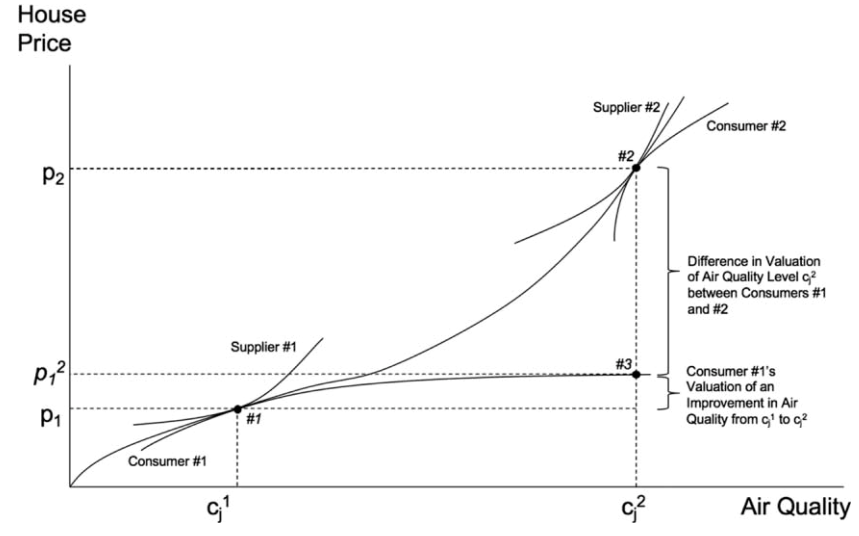 House
Price
Supplier #2
Consumer #2
#2
p₂
Difference in Valuation
of Air Quality Level cⱼ²
between Consumers #1
and #2
Supplier #1
#3
p₁²
Consumer #1's
Valuation of an
Improvement in Air
Quality from cⱼ¹ to cⱼ²
p₁
#1
Consumer #1
cⱼ¹
cⱼ²
Air Quality